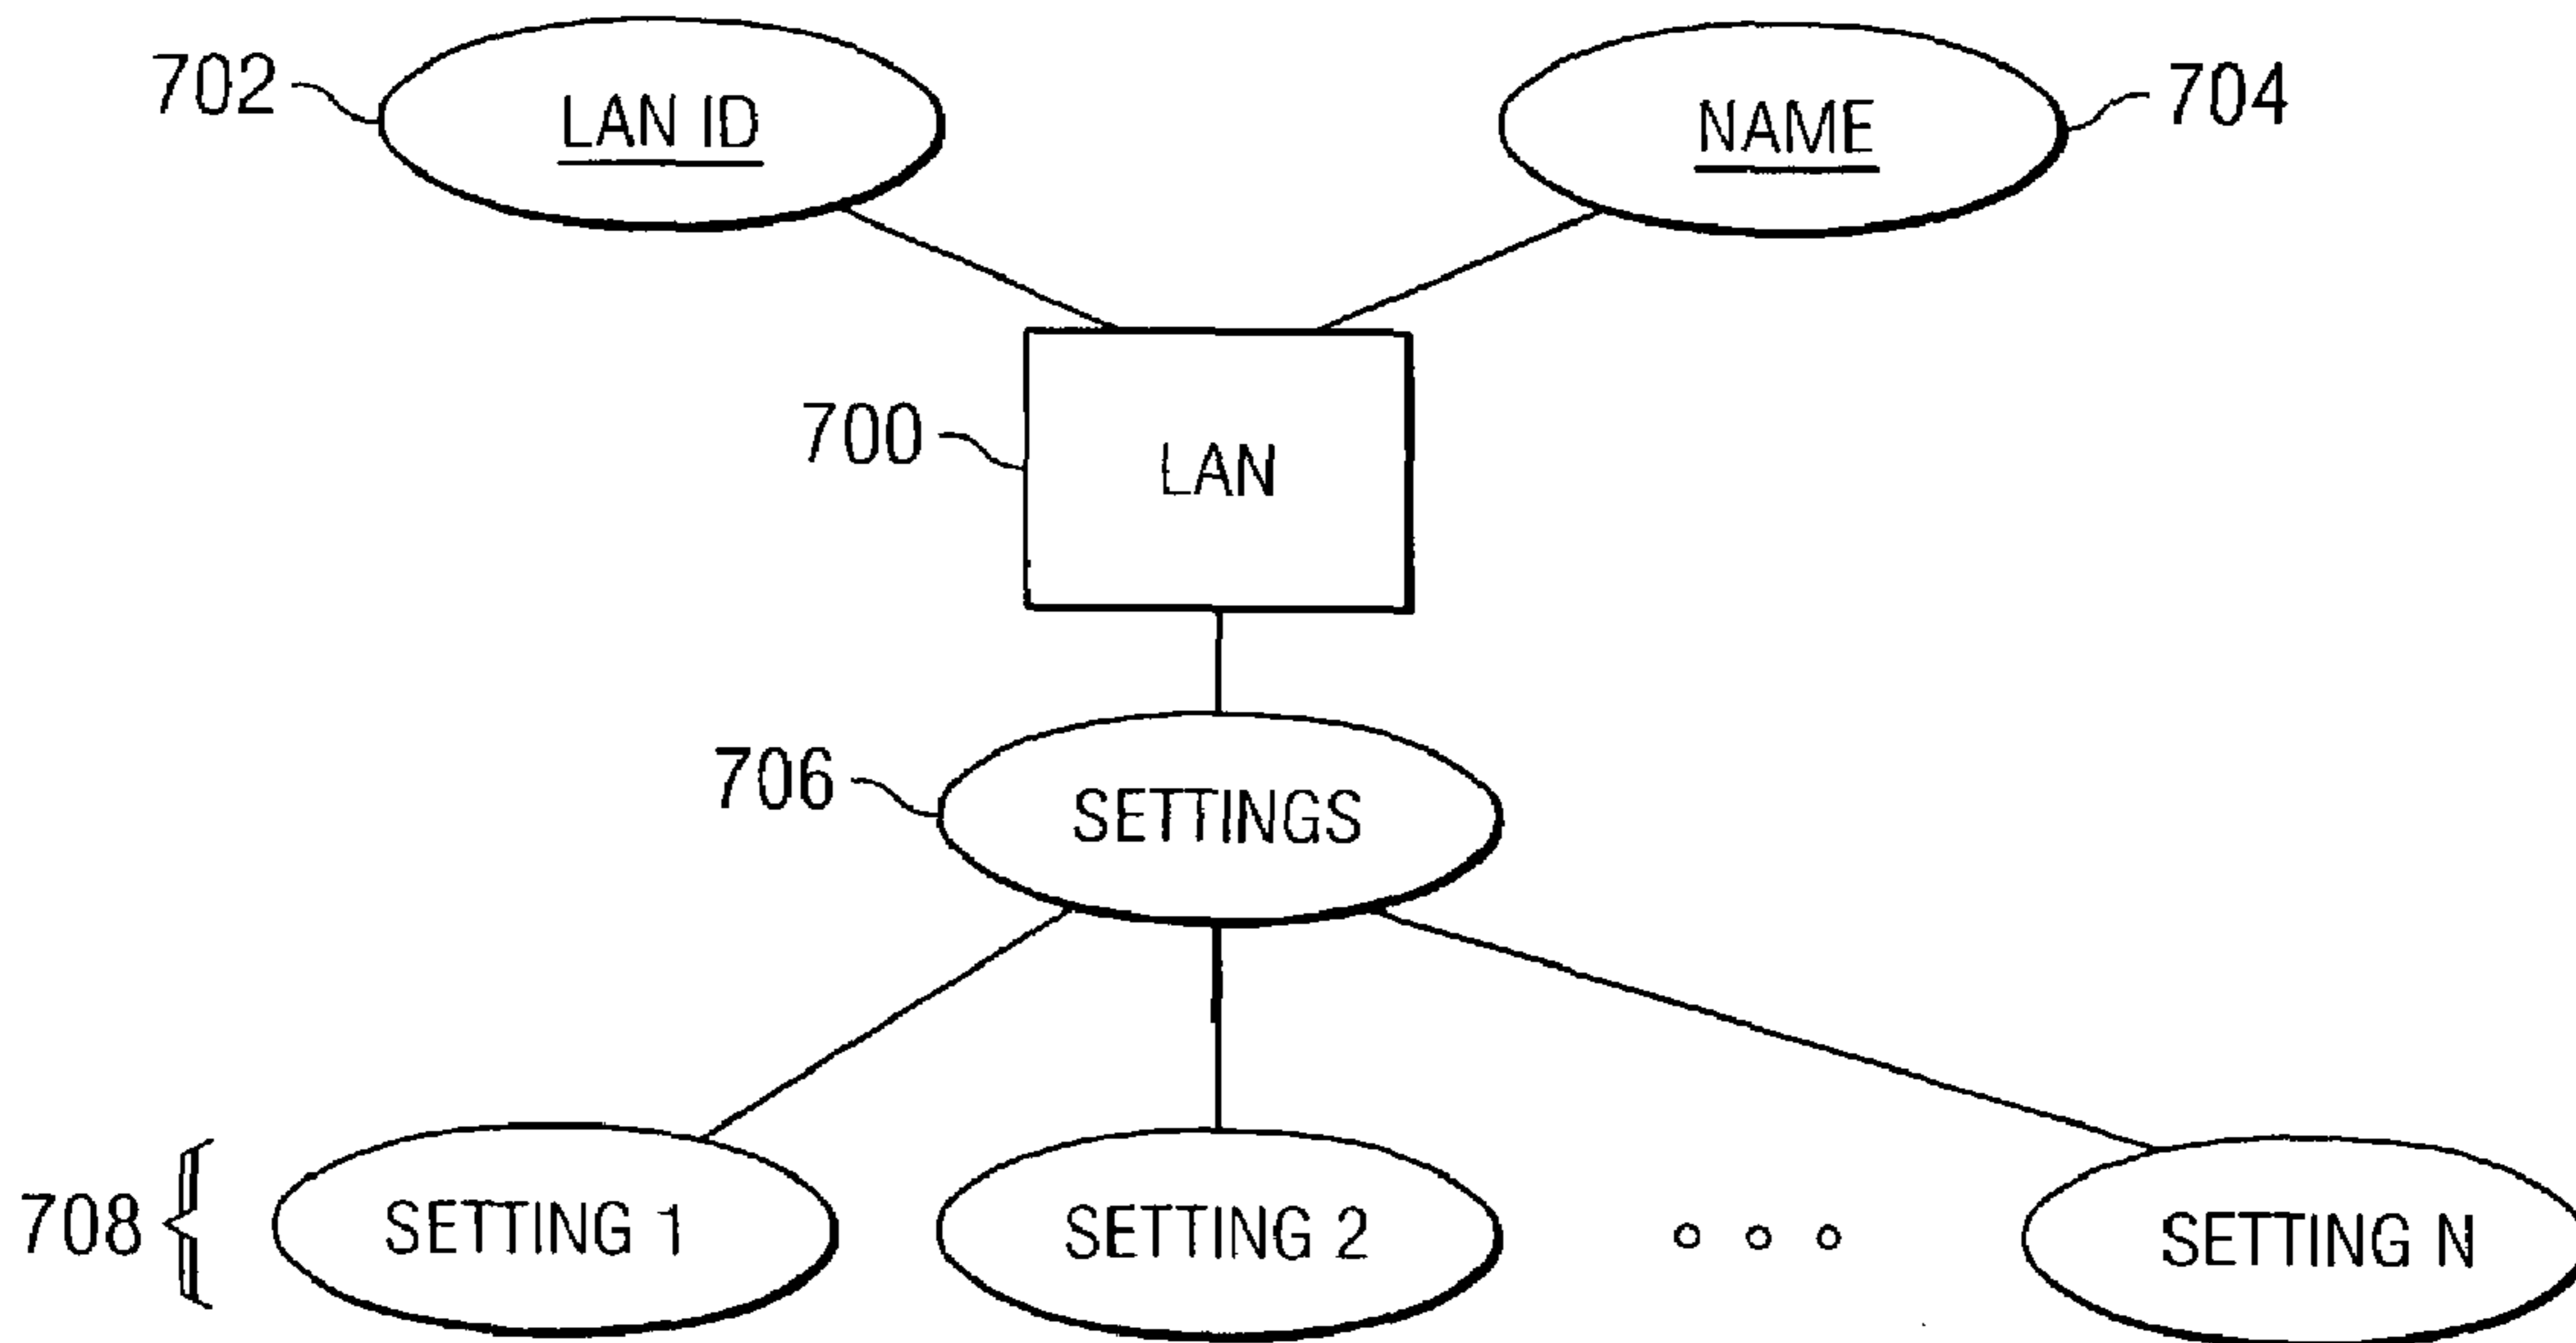 702 LAN ID NAME 704
700 LAN
706 SETTINGS
708 { SETTING 1 SETTING 2 o o o SETTING N